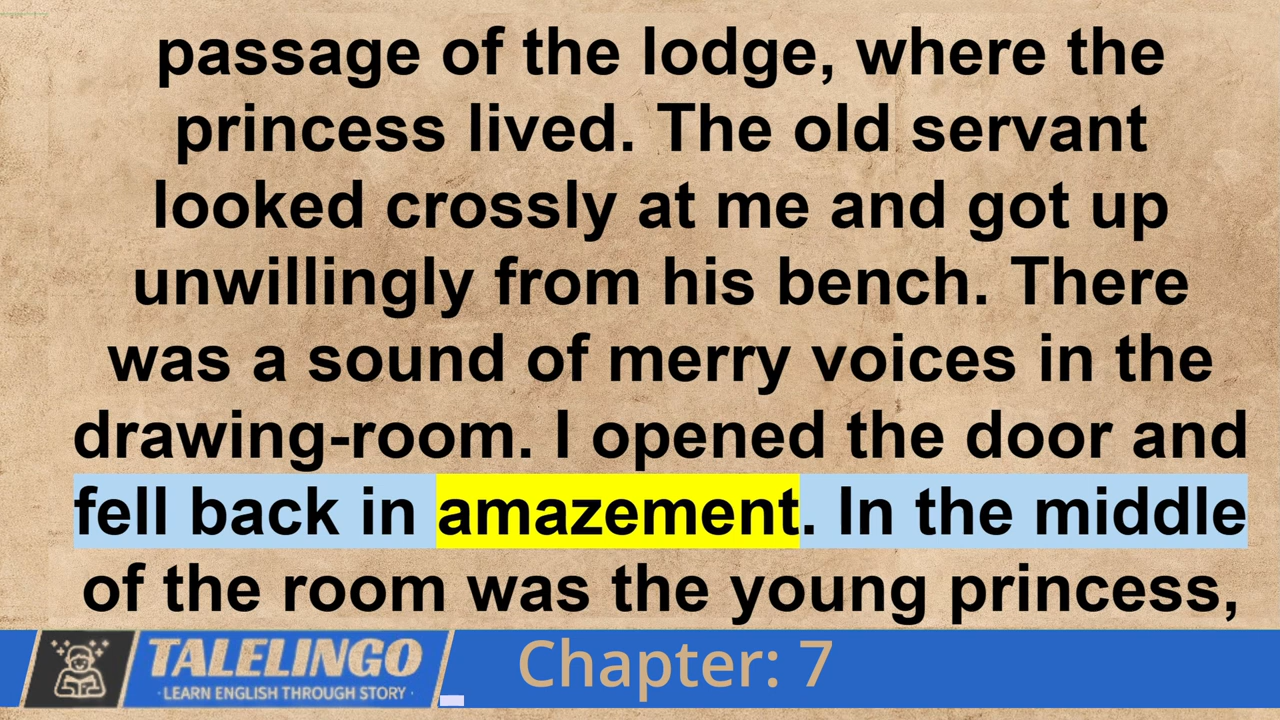 passage of the lodge, where the
princess lived. The old servant
looked crossly at me and got up
unwillingly from his bench. There
was a sound of merry voices in the
drawing-room. I opened the door and
fell back in amazement. In the middle
of the room was the young princess,
TALELINGO
· LEARN ENGLISH THROUGH STORY ·
Chapter: 7